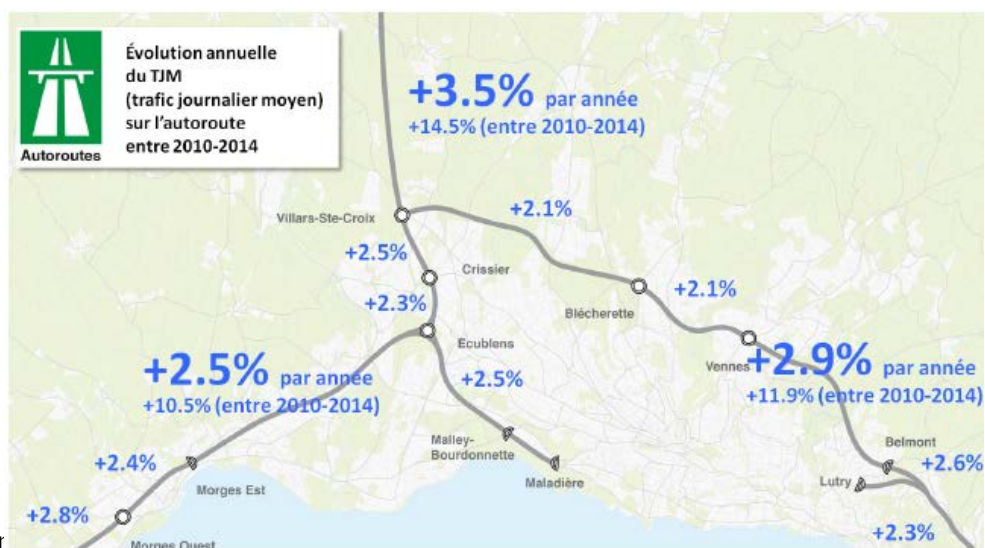 Évolution annuelle
du TJM
(trafic journalier moyen)
sur l'autoroute
entre 2010-2014
Autoroutes
+3.5% par année
+14.5% (entre 2010-2014)
Villars-Ste-Croix
+2.1%
+2.5%
Crissier
+2.3%
Blécherette
+2.1%
Ecublens
Vennes
+2.9% par année
+11.9% (entre 2010-2014)
+2.5% par année
+10.5% (entre 2010-2014)
+2.5%
Malley-
Bourdonnette
Maladière
Belmont
+2.6%
Lutry
+2.4%
Morges Est
+2.8%
Morges Ouest
+2.3%